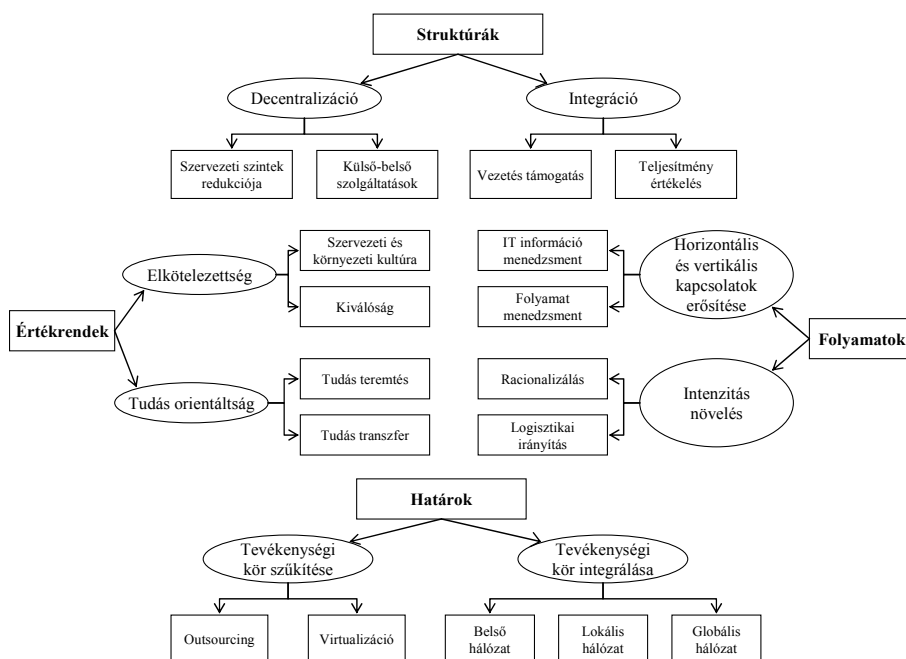 Struktúrák
Decentralizáció
Integráció
Szervezeti szintek
redukciója
Külső-belső
szolgáltatások
Vezetés támogatás
Teljesítmény
értékelés
Értékrendek
Elkötelezettség
Szervezeti és
környezeti kultúra
Kiválóság
Tudás orientáltság
Tudás teremtés
Tudás transzfer
IT információ
menedzsment
Folyamat
menedzsment
Horizontális
és vertikális
kapcsolatok
erősítése
Folyamatok
Racionalizálás
Logisztikai
irányítás
Intenzitás
növelés
Határok
Tevékenységi
kör szűkítése
Tevékenységi
kör integrálása
Outsourcing
Virtualizáció
Belső
hálózat
Lokális
hálózat
Globális
hálózat